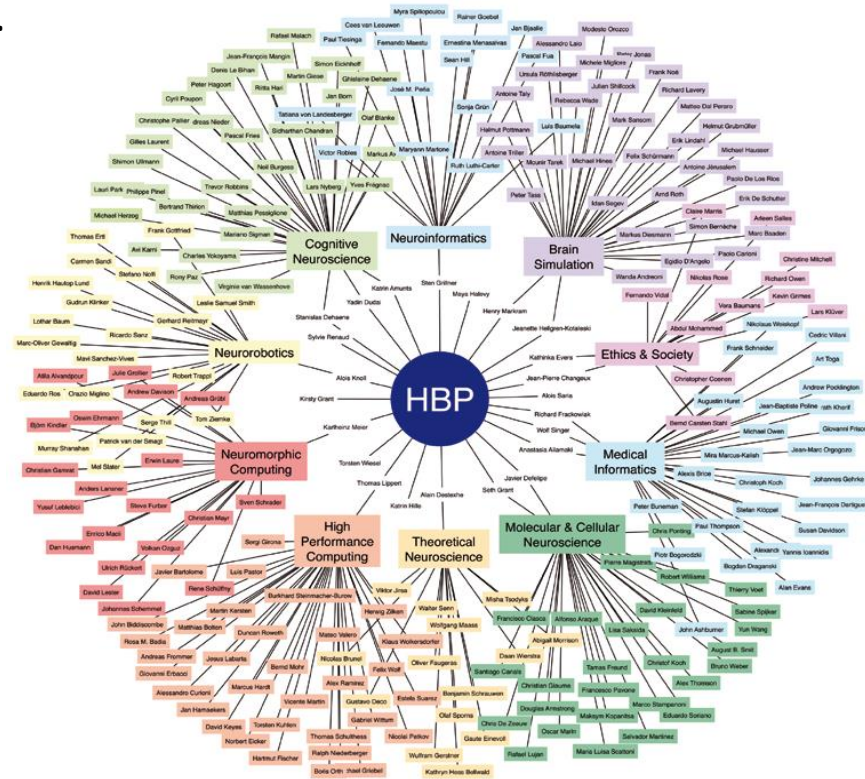 Myra Spiliopoulou
Cees van Leeuwen
Rainer Goebel
Rafael Malach
Paul Tiesinga
Fernando Maestu
Ernestina Menasalvas
Jan Bjaalie
Modeste Orozco
Alessandro Laio
Pascal Fua
Jean-François Mangin
Simon Eickhoff
Sean Hill
Michele Migliore
Denis Le Bihan
Martin Giese
Ghislaine Dehaene
Ursula Röthlisberger
Frank Noé
Peter Hagoort
Riitta Hari
José M. Peña
Julian Shillcock
Richard Lavery
Cyril Poupon
Jan Born
Antoine Taly
Rebecca Wade
Tatiana von Landesberger
Sonja Grün
Matteo Dal Peraro
Christophe Pallier
Olaf Blanke
Luis Baumela
Mark Sansom
Helmut Grubmüller
Pascal Fries
Sidharthan Chandran
Helmut Pottmann
Erik Lindahl
Gilles Laurent
Victor Robles
Maryann Martone
Antoine Triller
Felix Schürmann
Michael Hausser
Shimon Ullmann
Neil Burgess
Ruth Luthi-Carter
Mounir Tarek
Michael Hines
Antoine Jérusalem
Trevor Robbins
Lara Nyberg
Yves Frégnac
Idan Segev
Paolo De Los Rios
Lauri Park
Philippe Pinel
Peter Tass
Arnd Roth
Erik De Schutter
Bertrand Thirion
Matthias Pessiglione
Claire Marris
Arleen Salles
Michael Herzog
Mariano Sigman
Simon Bernèche
Frank Gottfried
Cognitive
Neuroscience
Neuroinformatics
Brain
Simulation
Markus Diesmann
Marc Baaden
Thomas Ertl
Avi Karni
Charles Yokoyama
Egidio D'Angelo
Paolo Carloni
Christine Mitchell
Carmen Sandi
Rony Paz
Wanda Andreoni
Nikolas Rose
Richard Owen
Stefano Nolfi
Virginie van Wassenhove
Katrin Amunts
Sten Grillner
Fernando Vidal
Kevin Grimes
Henrik Hautop Lund
Leslie Samuel Smith
Yadin Dudai
Maya Halevy
Vera Baumans
Lars Klüver
Gudrun Klinker
Gerhard Reitmayr
Stanislas Dehaene
Henry Markram
Abdul Mohammed
Nikolaus Weiskopf
Lothar Baum
Ricardo Sanz
Sylvie Renaud
Jeanette Hellgren-Kotaleski
Frank Schneider
Cedric Villani
Marc-Oliver Gewaltig
Neurorobotics
Kathinka Evers
Ethics & Society
Art Toga
Mavi Sanchez-Vives
Robert Trappl
Alois Knoll
Jean-Pierre Changeux
Christopher Coenen
Andrew Pocklington
Atila Alvandpour
Julie Grollier
Alois Saria
Augustin Huret
Jean-Baptiste Poline
Eduardo Ros
Orazio Miglino
Andrew Davison
Andreas Grübl
Kirsty Grant
HBP
Richard Frackowiak
Bernd Carsten Stahl
Giovanni Frisoni
Björn Kindler
Oswin Ehrmann
Serge Thill
Tom Ziemke
Karlheinz Meier
Wolf Singer
Michael Owen
Jean-Marc Orgogozo
Murray Shanahan
Patrick van der Smagt
Anastasia Ailamaki
Mira Marcus-Kalish
Christian Gamrat
Mel Slater
Erwin Laure
Neuromorphic
Computing
Torsten Wiesel
Medical
Informatics
Alexis Brice
Christoph Koch
Johannes Gehrke
Yusuf Leblebici
Anders Lansner
Thomas Lippert
Alain Destexhe
Javier Defelipe
Seth Grant
Jean-François Dartigues
Steve Furber
Sven Schrader
Katrin Hille
Peter Buneman
Stefan Klöppel
Enrico Macii
Christian Mayr
High
Performance
Computing
Theoretical
Neuroscience
Molecular & Cellular
Neuroscience
Chris Ponting
Paul Thompson
Susan Davidson
Dan Husmann
Volkan Ozguz
Sergi Girona
Piotr Bogorodzki
Yannis Ioannidis
Ulrich Rückert
Javier Bartolome
Luis Pastor
Pierre Magistretti
Bogdan Draganski
David Lester
Rene Schüffny
Viktor Jirsa
Misha Tsodyks
Robert Williams
Thierry Voet
Alan Evans
Johannes Schemmel
Burkhard Steinmacher-Burow
Walter Senn
David Kleinfeld
Sabine Spijker
John Biddiscombe
Martin Kersten
Herwig Zilken
Wolfgang Maass
Francisco Clasca
Alfonso Araque
Lisa Saksida
Yun Wang
Rosa M. Badia
Matthias Bolten
Duncan Roweth
Mateo Valero
Klaus Wolkersdorfer
Abigail Morrison
John Ashburner
August B. Smit
Andreas Frommer
Jesus Labarta
Nicolas Brunel
Oliver Faugeras
Daan Wierstra
Christof Koch
Bruno Weber
Giovanni Erbacci
Bernd Mohr
Felix Wolf
Santiago Canals
Tamas Freund
Alex Thomson
Alessandro Curioni
Marcus Hardt
Alex Ramirez
Benjamin Schrauwen
Christian Giaume
Francesco Pavone
Jan Hamaekers
Vicente Martin
Gustavo Deco
Estela Suarez
Douglas Armstrong
Marco Stampanoni
Eduardo Soriano
David Keyes
Torsten Kuhlen
Gabriel Wittum
Olaf Sporns
Chris De Zeeuw
Maksym Kopanitsa
Norbert Eicker
Thomas Schulthess
Nicolai Petkov
Gaute Einevoll
Oscar Marin
Salvador Martinez
Hartmut Fischer
Ralph Niederberger
Wulfram Gerstner
Rafael Lujan
Maria Luisa Scattoni
Boris Orth
Kathryn Hess Bellwald